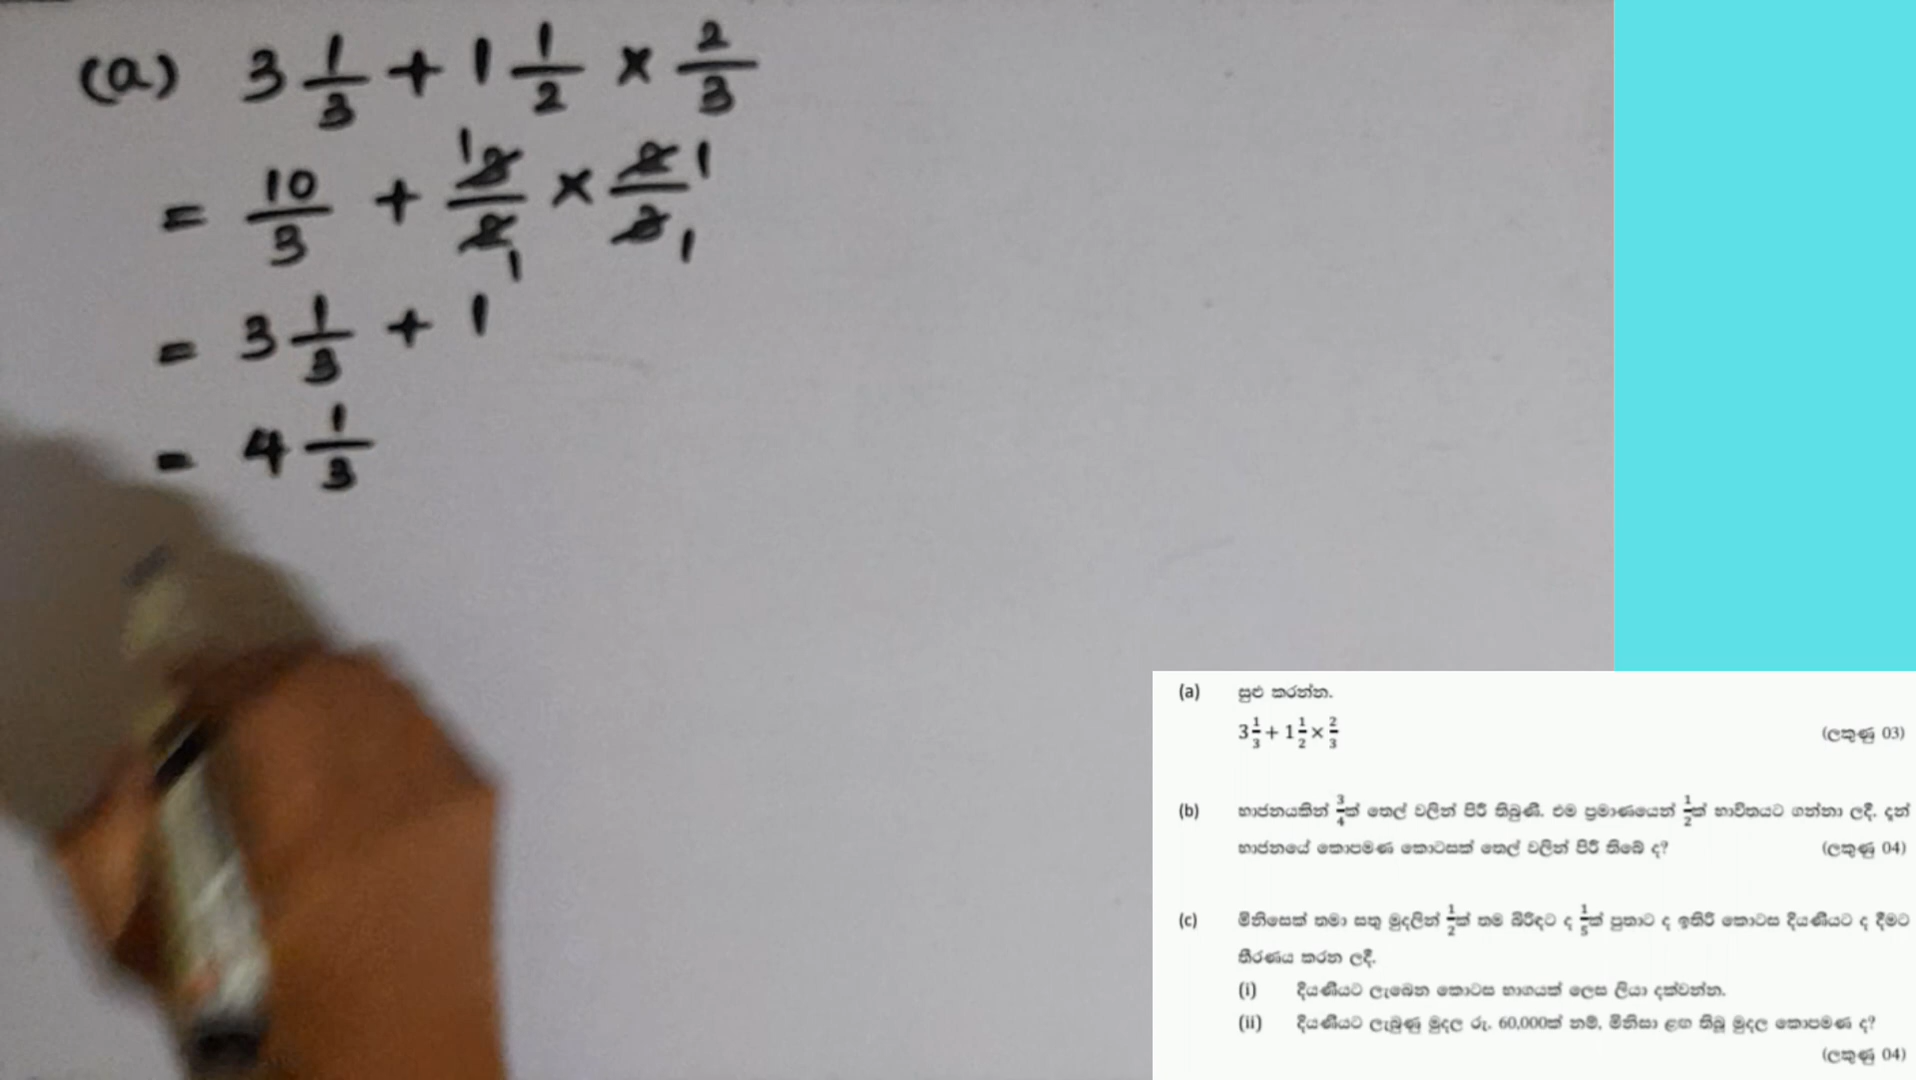 (a) 3 1/3 + 1 1/2 × 2/3
= 10/3 + 3/2 × 2/3 1 1 1 1
= 3 1/3 + 1
= 4 1/3
(a) සුළු කරන්න.
3 1/3 + 1 1/2 × 2/3 (ලකුණු 03)
(b) භාජනයකින් 3/4ක් තෙල් වලින් පිරී තිබුණි. එම ප්‍රමාණයෙන් 1/2ක් භාවිතයට ගන්නා ලදී. දැන්
භාජනයේ කොපමණ කොටසක් තෙල් වලින් පිරී තිබේ ද? (ලකුණු 04)
(c) මිනිසෙක් තමා සතු මුදලින් 1/2ක් තම බිරිඳට ද 1/5ක් පුතාට ද ඉතිරි කොටස දියණියට ද දීමට
තීරණය කරන ලදී.
(i) දියණියට ලැබෙන කොටස භාගයක් ලෙස ලියා දක්වන්න.
(ii) දියණියට ලැබුණු මුදල රු. 60,000ක් නම්, මිනිසා ළඟ තිබූ මුදල කොපමණ ද?
(ලකුණු 04)